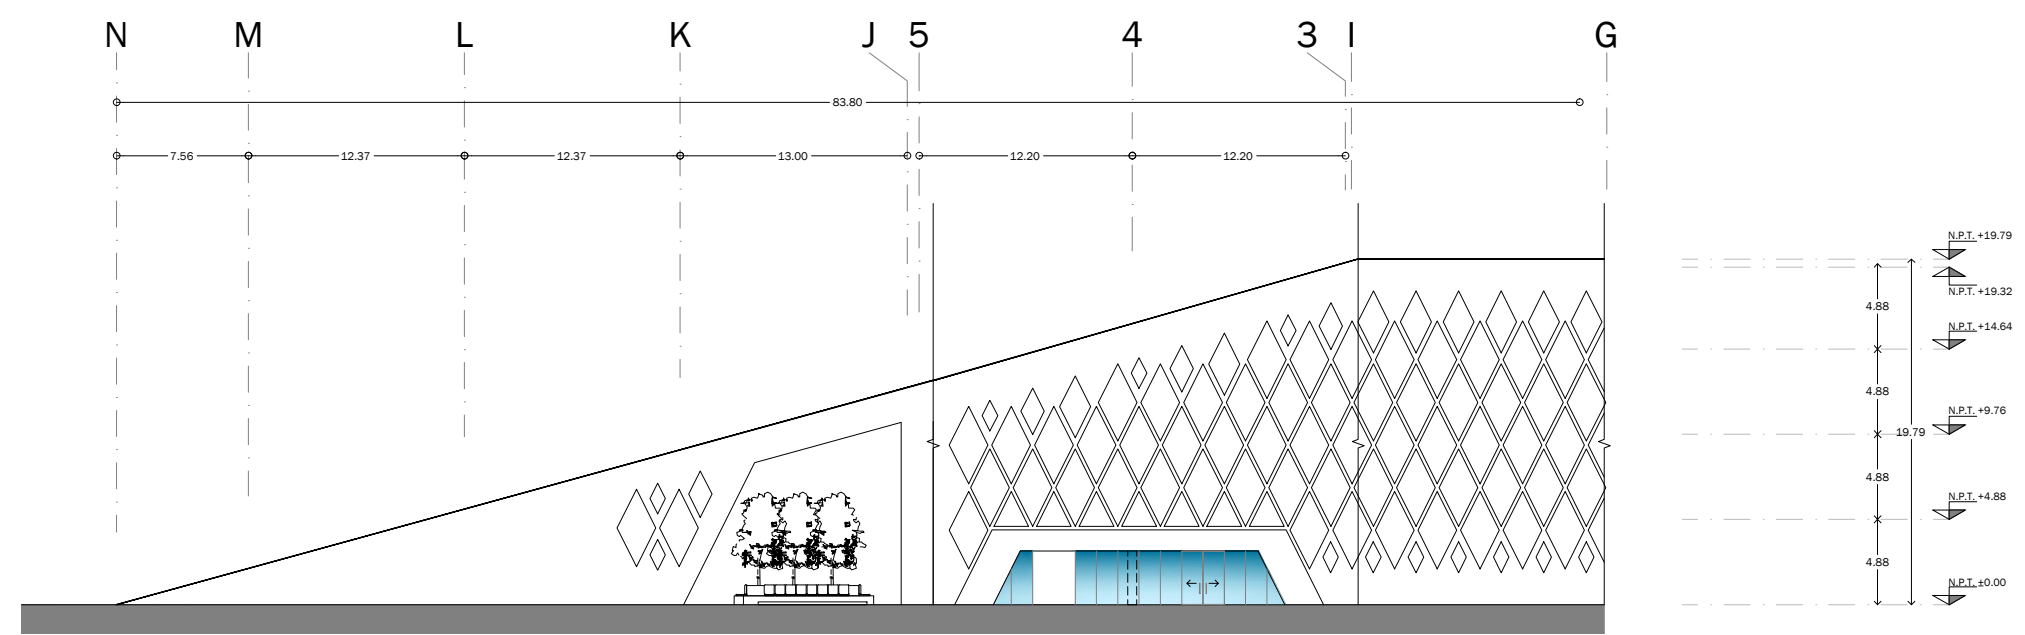 N M L K J 5 4 3 I G
83.80
7.56 12.37 12.37 13.00 12.20 12.20
N.P.T. +19.79
N.P.T. +19.32
4.88
N.P.T. +14.64
4.88
N.P.T. +9.76
19.79
4.88
N.P.T. +4.88
4.88
N.P.T. ±0.00